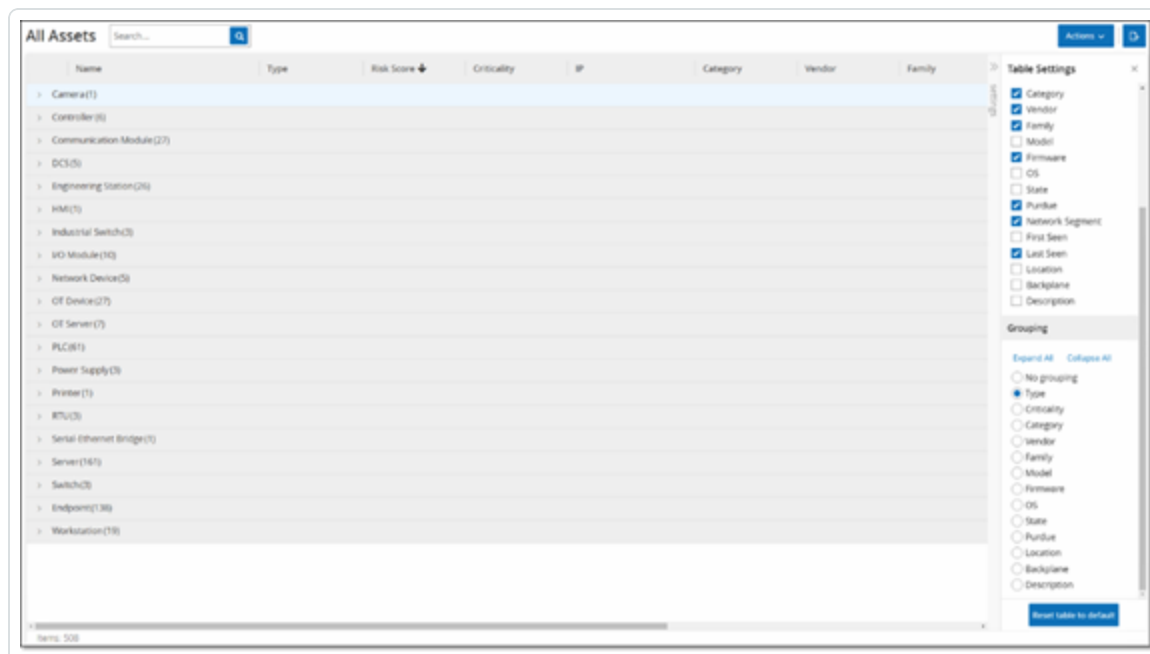 All Assets Search... Actions
Name Type Risk Score Criticality IP Category Vendor Family
Settings
Table Settings
Camera(1)
Controller(6)
Communication Module(27)
DCS(5)
Engineering Station(26)
HMI(1)
Industrial Switch(3)
I/O Module(10)
Network Device(5)
OT Device(27)
OT Server(7)
PLC(61)
Power Supply(3)
Printer(1)
RTU(3)
Serial-Ethernet Bridge(1)
Server(161)
Switch(3)
Endpoint(138)
Workstation(19)
Items: 508
Category
Vendor
Family
Model
Firmware
OS
State
Purdue
Network Segment
First Seen
Last Seen
Location
Backplane
Description
Grouping
Expand All Collapse All
No grouping
Type
Criticality
Category
Vendor
Family
Model
Firmware
OS
State
Purdue
Location
Backplane
Description
Reset table to default